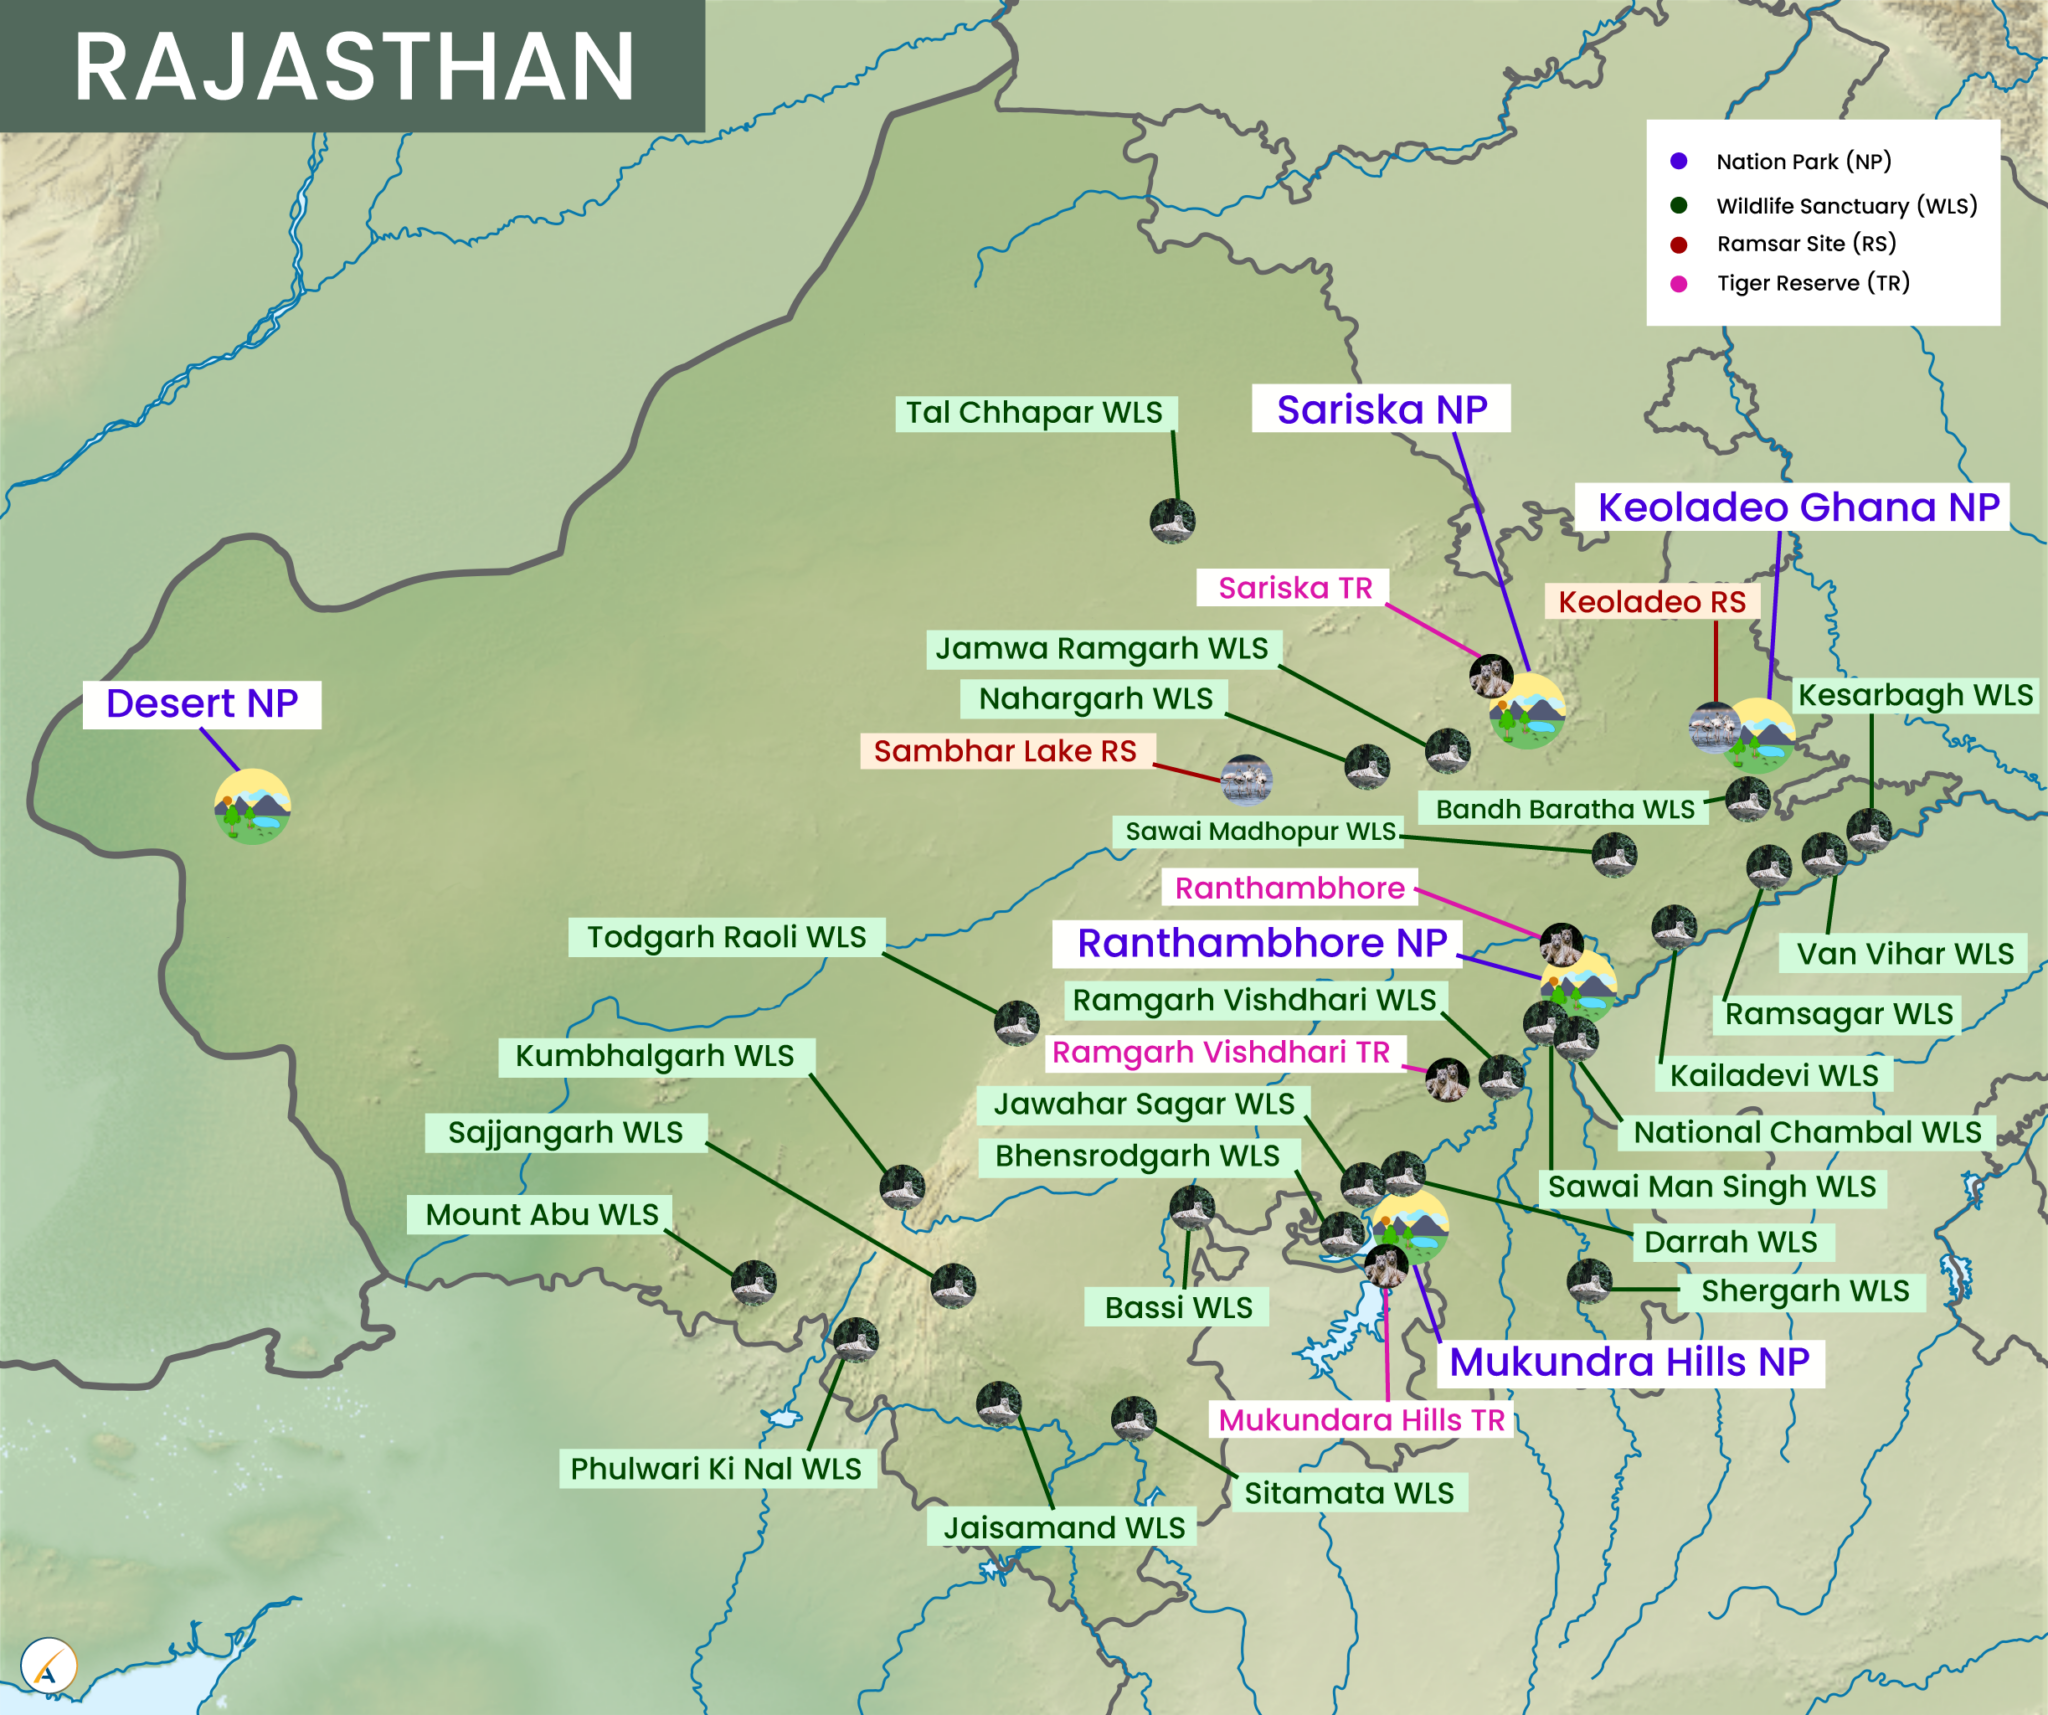 RAJASTHAN
Nation Park (NP)
Wildlife Sanctuary (WLS)
Ramsar Site (RS)
Tiger Reserve (TR)
Tal Chhapar WLS
Sariska NP
Keoladeo Ghana NP
Sariska TR
Keoladeo RS
Jamwa Ramgarh WLS
Nahargarh WLS
Kesarbagh WLS
Desert NP
Sambhar Lake RS
Bandh Baratha WLS
Sawai Madhopur WLS
Ranthambhore
Todgarh Raoli WLS
Ranthambhore NP
Van Vihar WLS
Ramgarh Vishdhari WLS
Ramsagar WLS
Kumbhalgarh WLS
Ramgarh Vishdhari TR
Kailadevi WLS
Jawahar Sagar WLS
Sajjangarh WLS
National Chambal WLS
Bhensrodgarh WLS
Sawai Man Singh WLS
Mount Abu WLS
Darrah WLS
Shergarh WLS
Bassi WLS
Mukundra Hills NP
Mukundara Hills TR
Phulwari Ki Nal WLS
Sitamata WLS
Jaisamand WLS
A